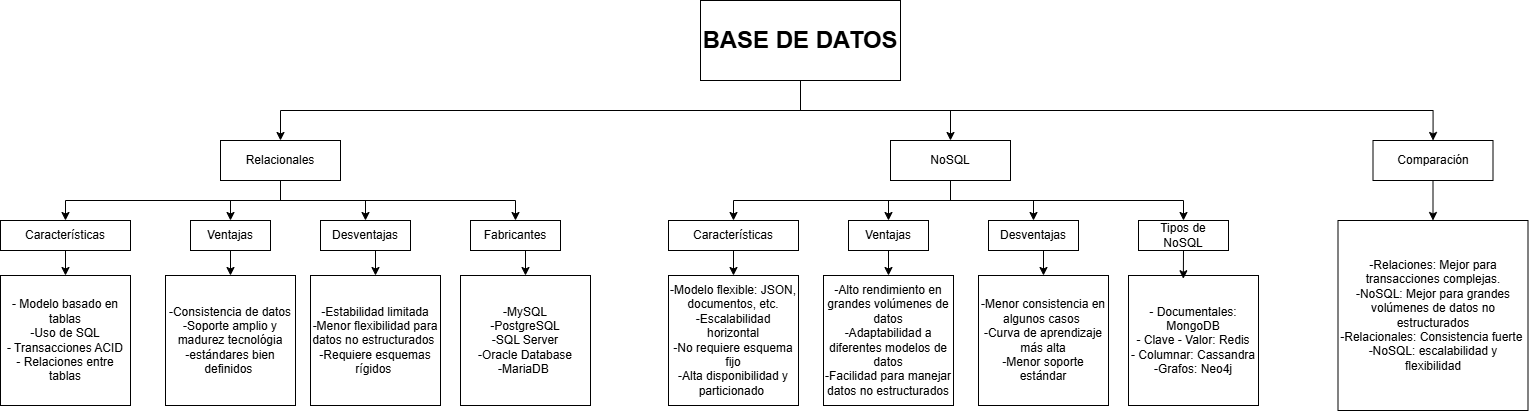 BASE DE DATOS
Relacionales
NoSQL
Comparación
Características
Ventajas
Desventajas
Fabricantes
Características
Ventajas
Desventajas
Tipos de
NoSQL
- Modelo basado en
tablas
- Uso de SQL
- Transacciones ACID
- Relaciones entre
tablas
-Consistencia de datos
-Soporte amplio y
madurez tecnológia
-estándares bien
definidos
-Estabilidad limitada
-Menor flexibilidad para
datos no estructurados
-Requiere esquemas
rígidos
-MySQL
-PostgreSQL
-SQL Server
-Oracle Database
-MariaDB
-Modelo flexible: JSON,
documentos, etc.
-Escalabilidad
horizontal
-No requiere esquema
fijo
-Alta disponibilidad y
particionado
-Alto rendimiento en
grandes volúmenes de
datos
-Adaptabilidad a
diferentes modelos de
datos
-Facilidad para manejar
datos no estructurados
-Menor consistencia en
algunos casos
-Curva de aprendizaje
más alta
-Menor soporte
estándar
- Documentales:
MongoDB
- Clave - Valor: Redis
- Columnar: Cassandra
-Grafos: Neo4j
-Relaciones: Mejor para
transacciones complejas.
-NoSQL: Mejor para grandes
volúmenes de datos no
estructurados
-Relacionales: Consistencia fuerte
-NoSQL: escalabilidad y
flexibilidad